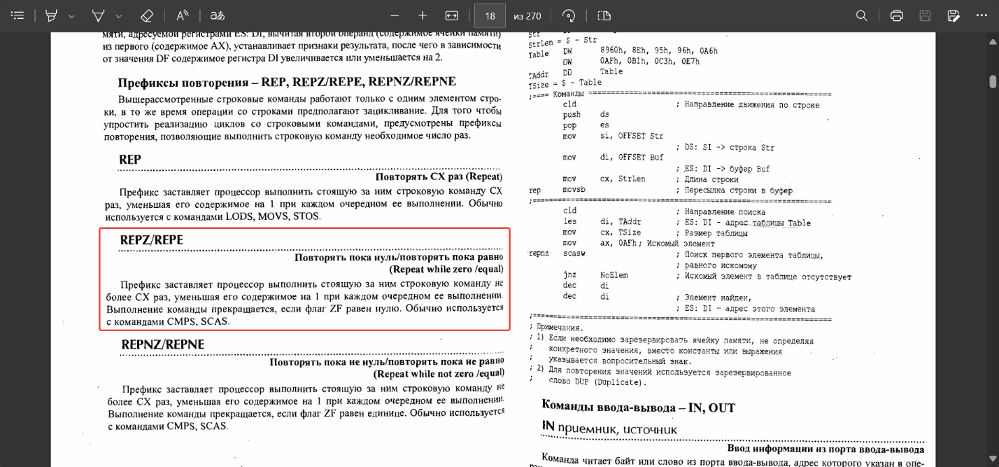 18 из 270
мяти, адресуемой регистрами ES: DI, вычитая второй операнд (содержимое ячейки памяти)
из первого (содержимое AX), устанавливает признаки результата, после чего в зависимости
от значения DF содержимое регистра DI увеличивается или уменьшается на 2.
Префиксы повторения – REP, REPZ/REPE, REPNZ/REPNE
Вышерассмотренные строковые команды работают только с одним элементом стро-
ки, в то же время операции со строками предполагают зацикливание. Для того чтобы
упростить реализацию циклов со строковыми командами, предусмотрены префиксы
повторения, позволяющие выполнить строковую команду необходимое число раз.
REP
Повторять CX раз (Repeat)
Префикс заставляет процессор выполнить стоящую за ним строковую команду CX
раз, уменьшая его содержимое на 1 при каждом очередном ее выполнении. Обычно
используется с командами LODS, MOVS, STOS.
REPZ/REPE
Повторять пока нуль/повторять пока равно
(Repeat while zero /equal)
Префикс заставляет процессор выполнить стоящую за ним строковую команду не
более CX раз, уменьшая его содержимое на 1 при каждом очередном ее выполнении.
Выполнение команды прекращается, если флаг ZF равен нулю. Обычно используется
с командами CMPS, SCAS.
REPNZ/REPNE
Повторять пока не нуль/повторять пока не равно
(Repeat while not zero /equal)
Префикс заставляет процессор выполнить стоящую за ним строковую команду не
более CX раз, уменьшая его содержимое на 1 при каждом очередном ее выполнении.
Выполнение команды прекращается, если флаг ZF равен единице. Обычно используется
с командами CMPS, SCAS.
Str
StrLen = $ - Str
Table DW 8960h, 8Eh, 95h, 96h, 0A6h
DW 0AFh, 0B1h, 0C3h, 0E7h
TAddr DD Table
TSize = $ - Table
;==== Команды ====================================================
cld ; Направление движения по строке
push ds
pop es
mov si, OFFSET Str
; DS: SI -> строка Str
mov di, OFFSET Buf
; ES: DI -> буфер Buf
mov cx, StrLen ; Длина строки
rep movsb ; Пересылка строки в буфер
;=================================================================
cld ; Направление поиска
les di, TAddr ; ES: DI - адрес таблицы Table
mov cx, TSize ; Размер таблицы
mov ax, 0AFh ; Искомый элемент
repnz scasw ; Поиск первого элемента таблицы,
; равного искомому
jnz NoElem ; Искомый элемент в таблице отсутствует
dec di
dec di ; Элемент найден,
; ES: DI - адрес этого элемента
;=================================================================
; Примечания.
; 1) Если необходимо зарезервировать ячейку памяти, не определяя
; конкретного значения, вместо константы или выражения
; указывается вопросительный знак.
; 2) Для повторения значений используется зарезервированное
; слово DUP (Duplicate).
Команды ввода-вывода – IN, OUT
IN приемник, источник
Ввод информации из порта ввода-вывода
Команда читает байт или слово из порта ввода-вывода, адрес которого указан в опе-